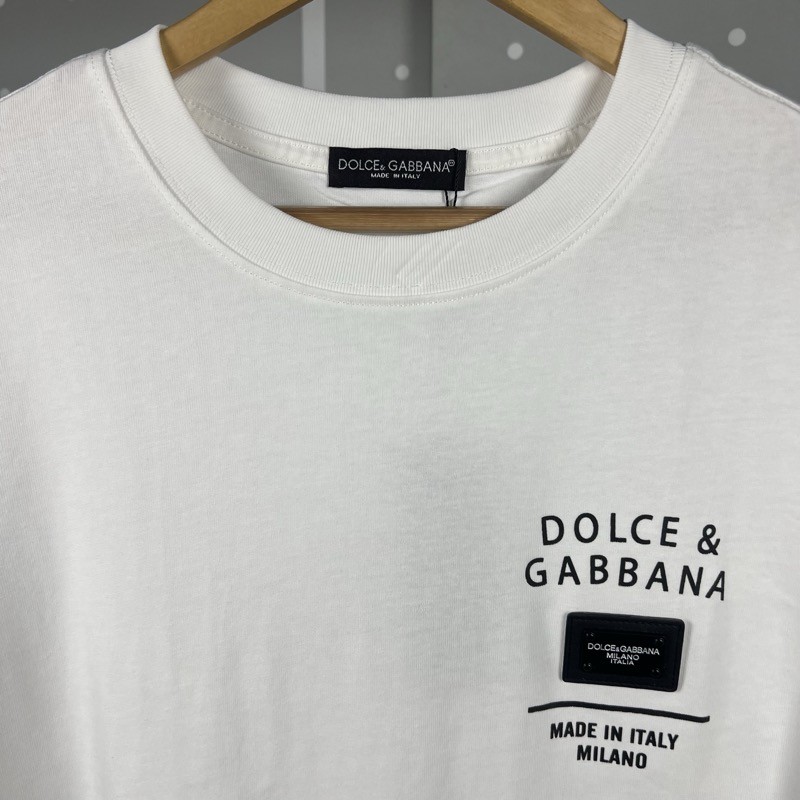 DOLCE & GABBANA
MADE IN ITALY
DOLCE &
GABBANA
DOLCE&GABBANA
MILANO
ITALIA
MADE IN ITALY
MILANO